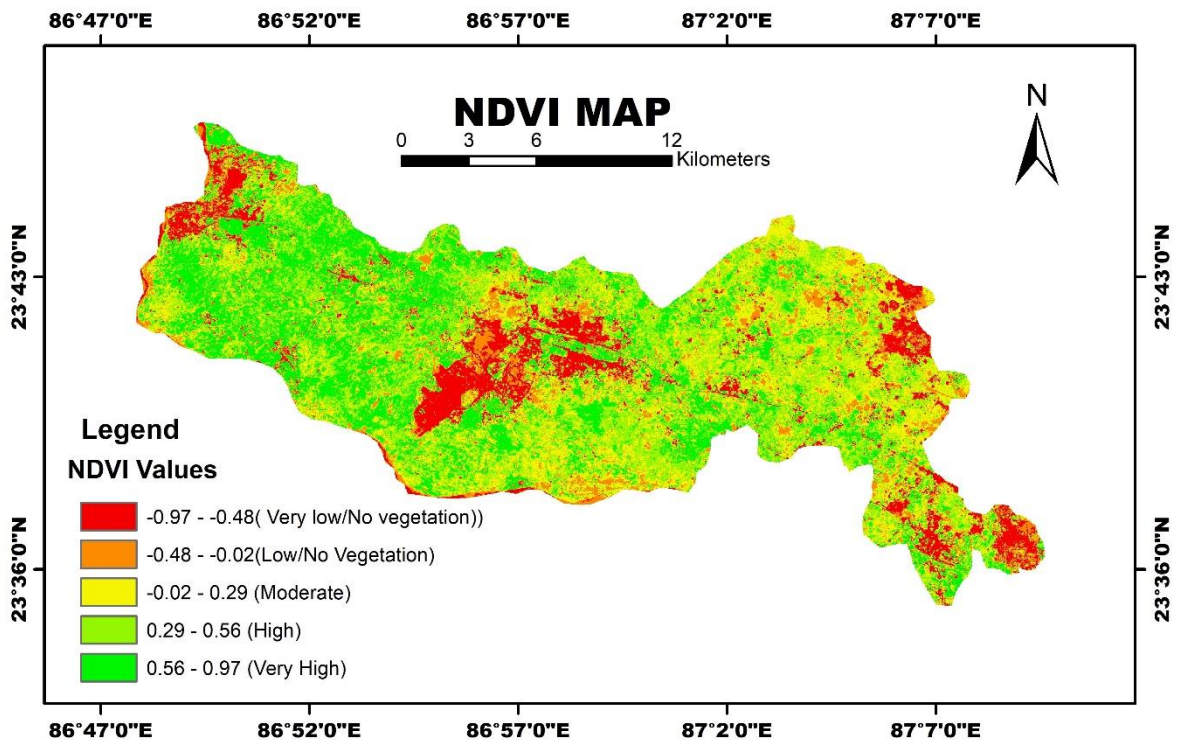 86°47'0"E 86°52'0"E 86°57'0"E 87°2'0"E 87°7'0"E
NDVI MAP
0 3 6 12
Kilometers
N
23°43'0"N 23°43'0"N
Legend
NDVI Values
-0.97 - -0.48( Very low/No vegetation))
-0.48 - -0.02(Low/No Vegetation)
-0.02 - 0.29 (Moderate)
0.29 - 0.56 (High)
0.56 - 0.97 (Very High)
23°36'0"N 23°36'0"N
86°47'0"E 86°52'0"E 86°57'0"E 87°2'0"E 87°7'0"E